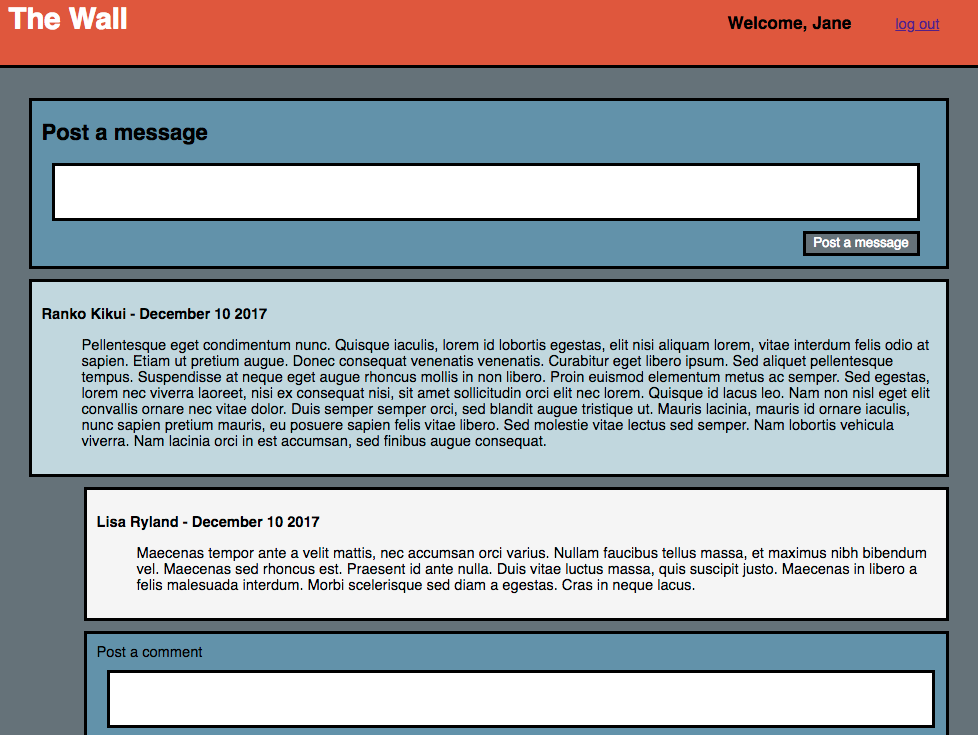 The Wall
Welcome, Jane
log out
Post a message
Post a message
Ranko Kikui - December 10 2017
Pellentesque eget condimentum nunc. Quisque iaculis, lorem id lobortis egestas, elit nisi aliquam lorem, vitae interdum felis odio at
sapien. Etiam ut pretium augue. Donec consequat venenatis venenatis. Curabitur eget libero ipsum. Sed aliquet pellentesque
tempus. Suspendisse at neque eget augue rhoncus mollis in non libero. Proin euismod elementum metus ac semper. Sed egestas,
lorem nec viverra laoreet, nisi ex consequat nisi, sit amet sollicitudin orci elit nec lorem. Quisque id lacus leo. Nam non nisl eget elit
convallis ornare nec vitae dolor. Duis semper semper orci, sed blandit augue tristique ut. Mauris lacinia, mauris id ornare iaculis,
nunc sapien pretium mauris, eu posuere sapien felis vitae libero. Sed molestie vitae lectus sed semper. Nam lobortis vehicula
viverra. Nam lacinia orci in est accumsan, sed finibus augue consequat.
Lisa Ryland - December 10 2017
Maecenas tempor ante a velit mattis, nec accumsan orci varius. Nullam faucibus tellus massa, et maximus nibh bibendum
vel. Maecenas sed rhoncus est. Praesent id ante nulla. Duis vitae luctus massa, quis suscipit justo. Maecenas in libero a
felis malesuada interdum. Morbi scelerisque sed diam a egestas. Cras in neque lacus.
Post a comment